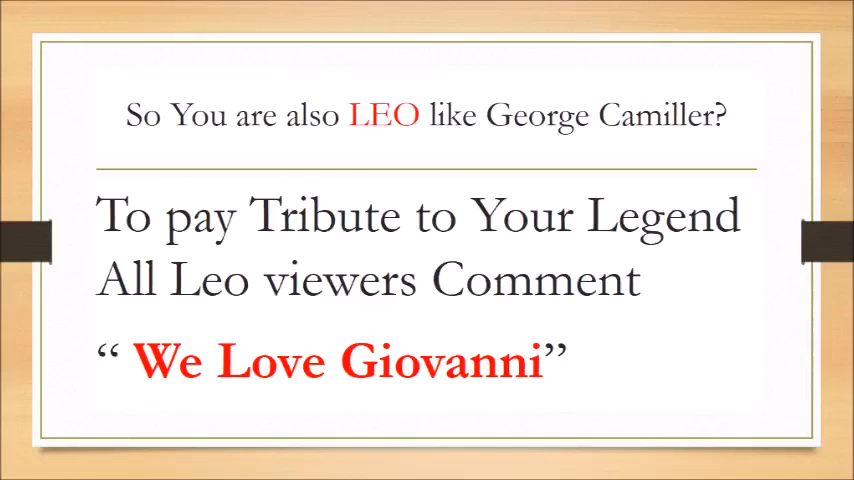 So You are also LEO like George Camiller?
To pay Tribute to Your Legend
All Leo viewers Comment
“ We Love Giovanni”